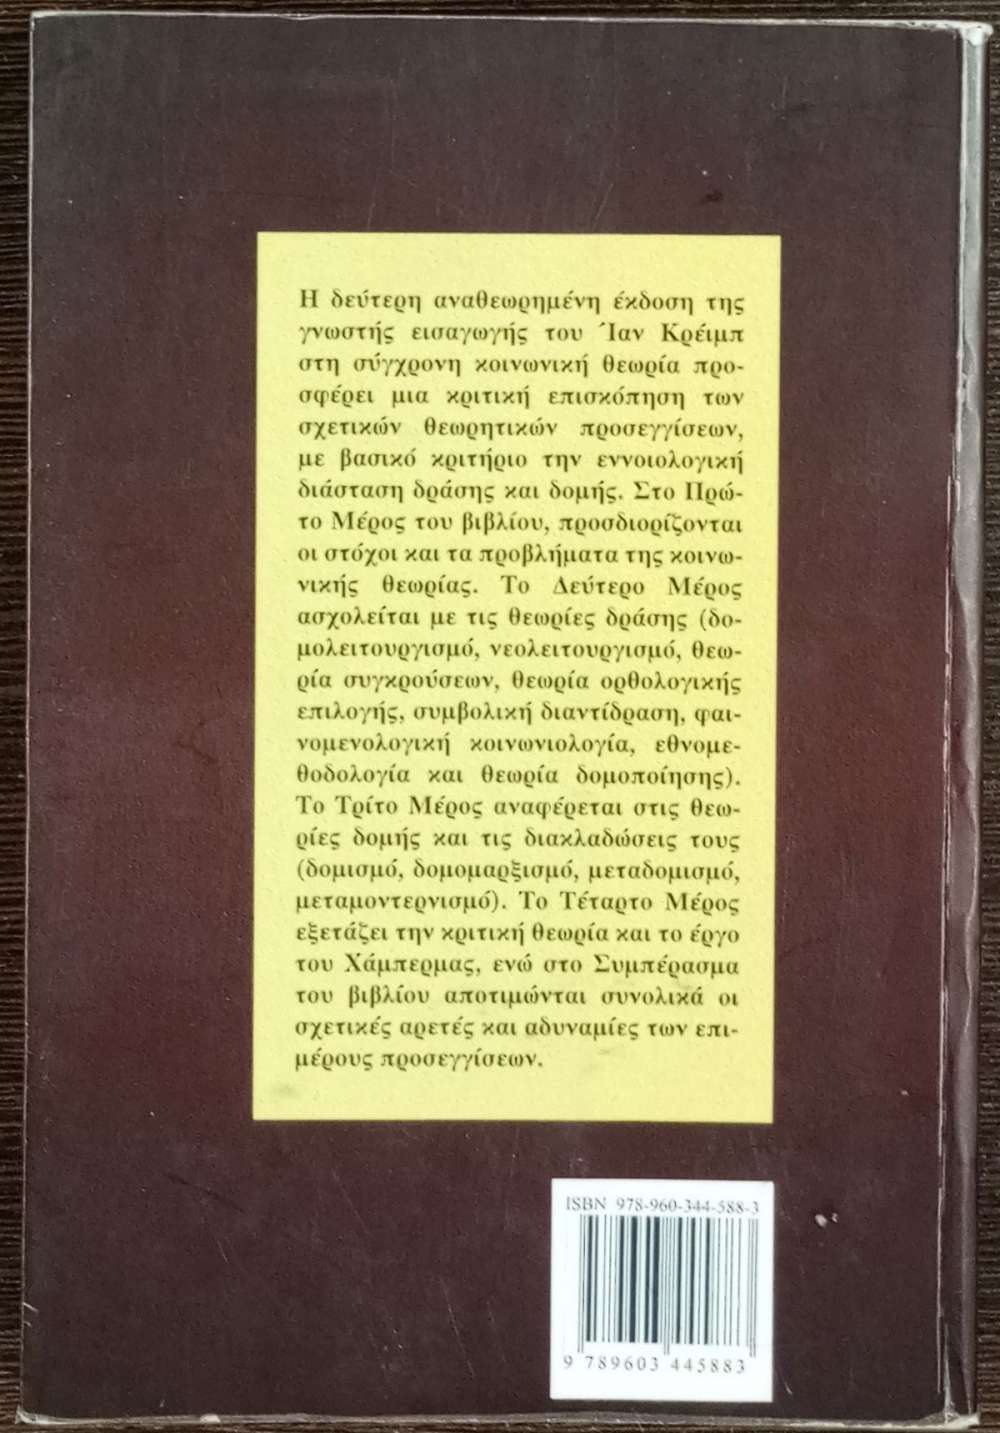 Η δεύτερη αναθεωρημένη έκδοση της
γνωστής εισαγωγής του Ίαν Κρέιμπ
στη σύγχρονη κοινωνική θεωρία προ-
σφέρει μια κριτική επισκόπηση των
σχετικών θεωρητικών προσεγγίσεων,
με βασικό κριτήριο την εννοιολογική
διάσταση δράσης και δομής. Στο Πρώ-
το Μέρος του βιβλίου, προσδιορίζονται
οι στόχοι και τα προβλήματα της κοινω-
νικής θεωρίας. Το Δεύτερο Μέρος
ασχολείται με τις θεωρίες δράσης (δο-
μολειτουργισμό, νεολειτουργισμό, θεω-
ρία συγκρούσεων, θεωρία ορθολογικής
επιλογής, συμβολική διαντίδραση, φαι-
νομενολογική κοινωνιολογία, εθνομε-
θοδολογία και θεωρία δομοποίησης).
Το Τρίτο Μέρος αναφέρεται στις θεω-
ρίες δομής και τις διακλαδώσεις τους
(δομισμό, δομομαρξισμό, μεταδομισμό,
μεταμοντερνισμό). Το Τέταρτο Μέρος
εξετάζει την κριτική θεωρία και το έργο
του Χάμπερμας, ενώ στο Συμπέρασμα
του βιβλίου αποτιμώνται συνολικά οι
σχετικές αρετές και αδυναμίες των επι-
μέρους προσεγγίσεων.
ISBN 978-960-344-588-3
9 789603 445883